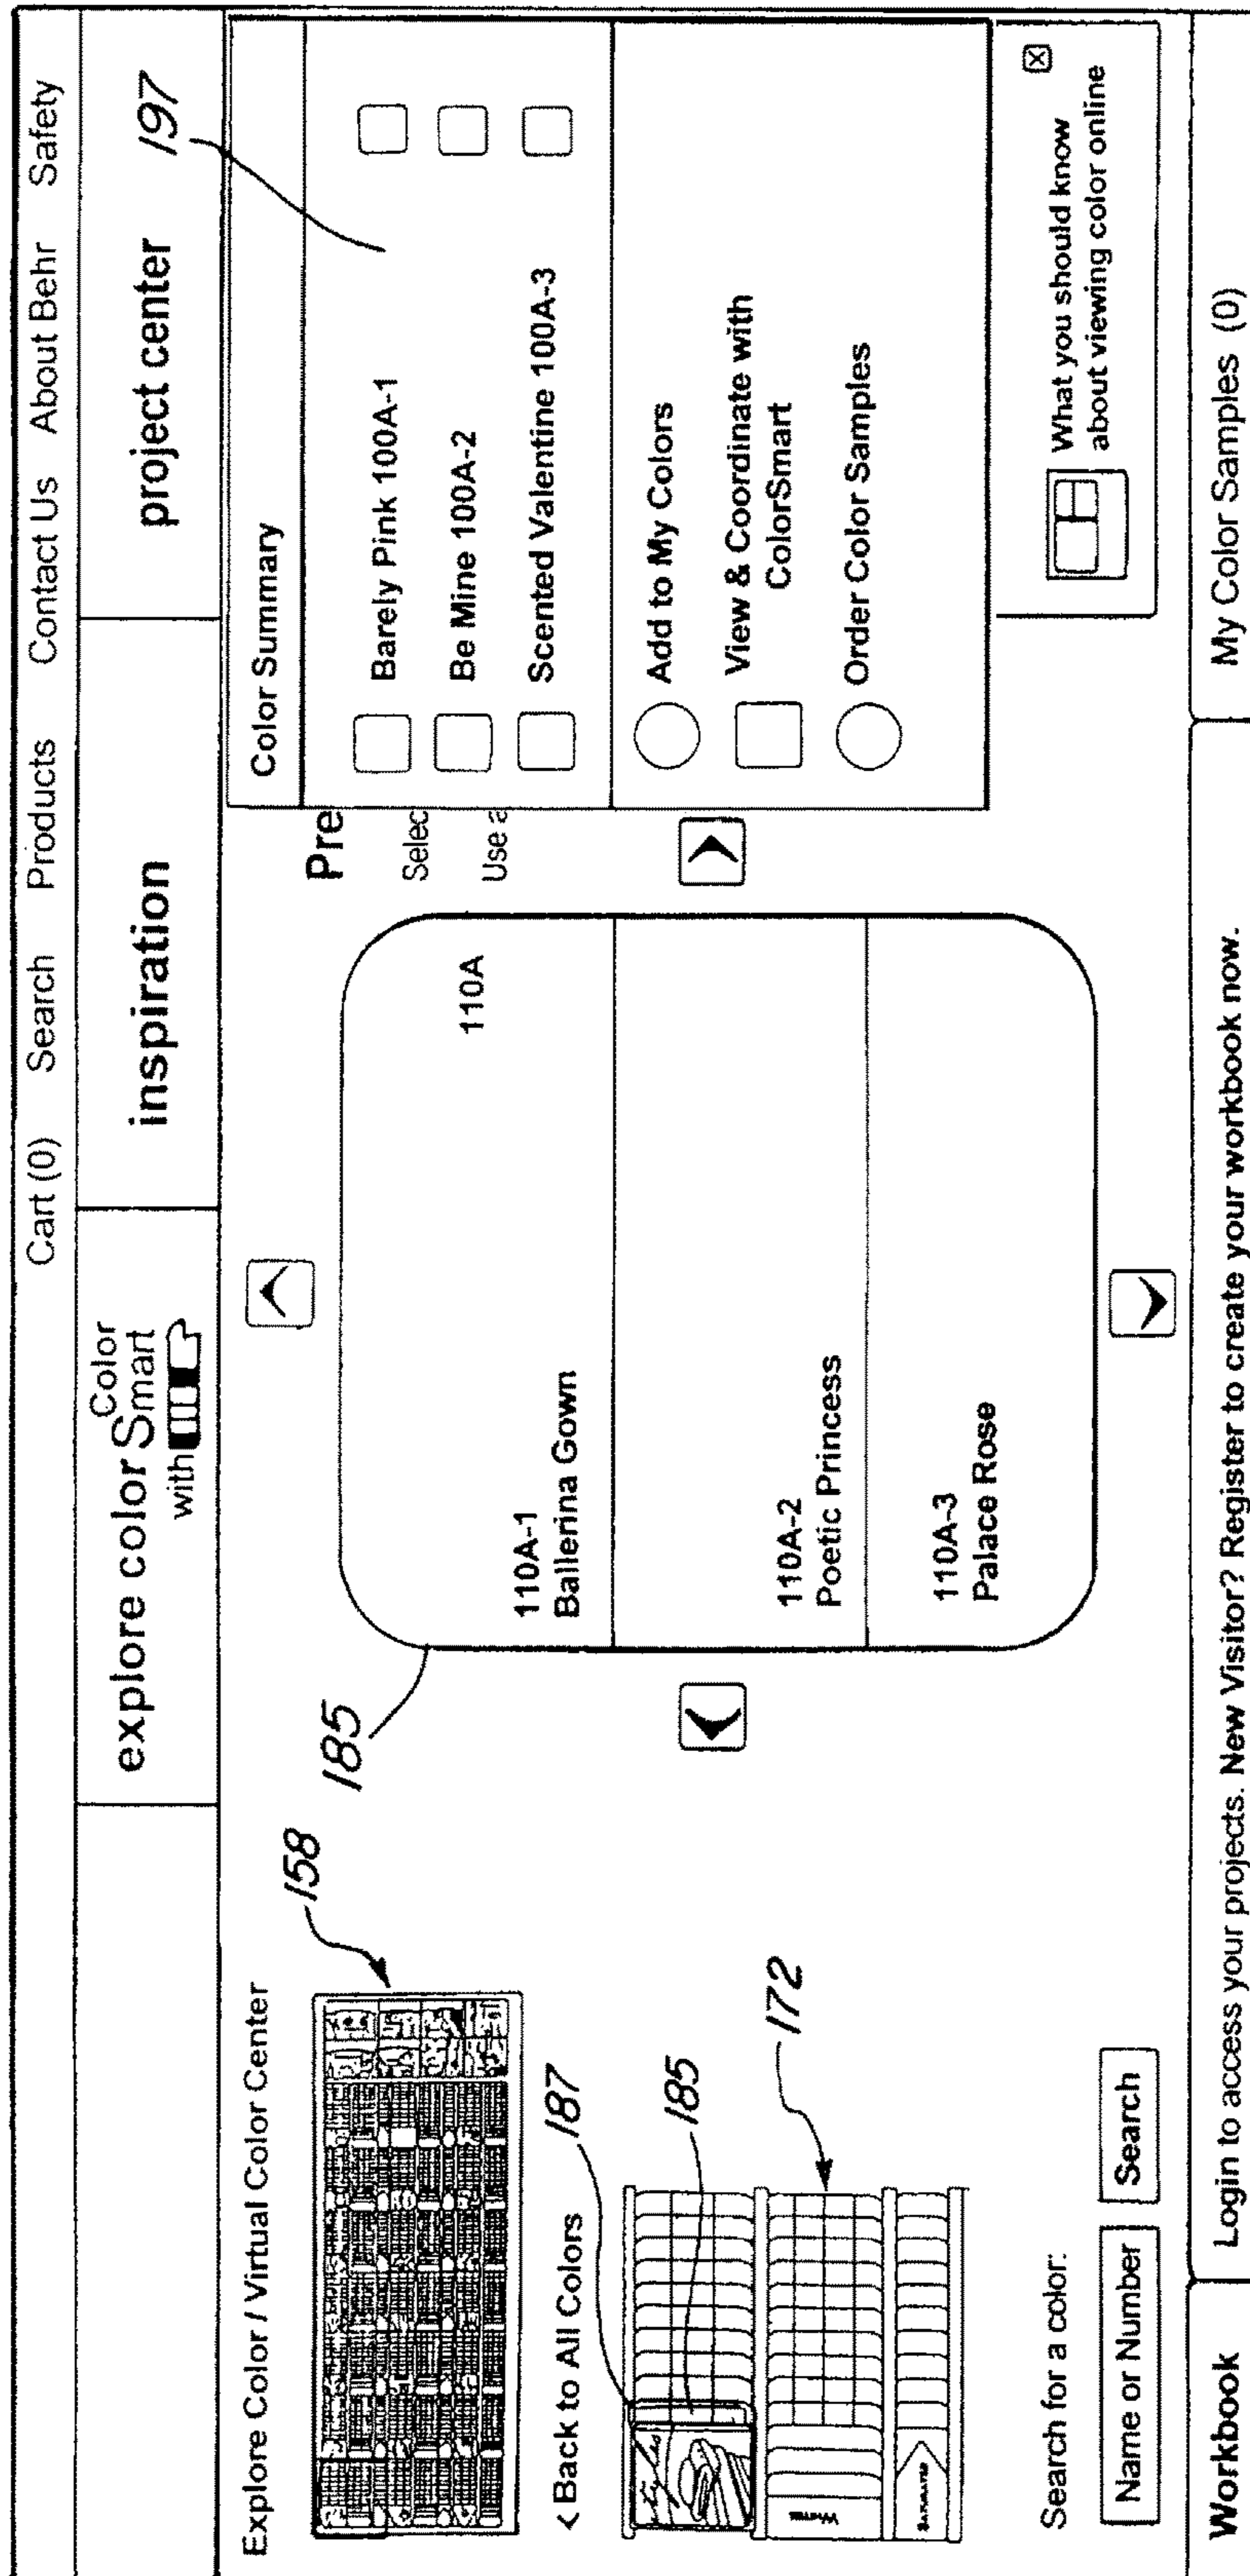 Cart (0) Search Products Contact Us About Behr Safety
explore color
with
Color
Smart
inspiration
project center
197
Explore Color / Virtual Color Center
158
< Back to All Colors
187
185
172
Search for a color:
Name or Number
Search
185
110A
110A-1
Ballerina Gown
110A-2
Poetic Princess
110A-3
Palace Rose
Pre
Selec
Use a
Color Summary
Barely Pink 100A-1
Be Mine 100A-2
Scented Valentine 100A-3
Add to My Colors
View & Coordinate with
ColorSmart
Order Color Samples
What you should know
about viewing color online
Workbook
Login to access your projects. New Visitor? Register to create your workbook now.
My Color Samples (0)